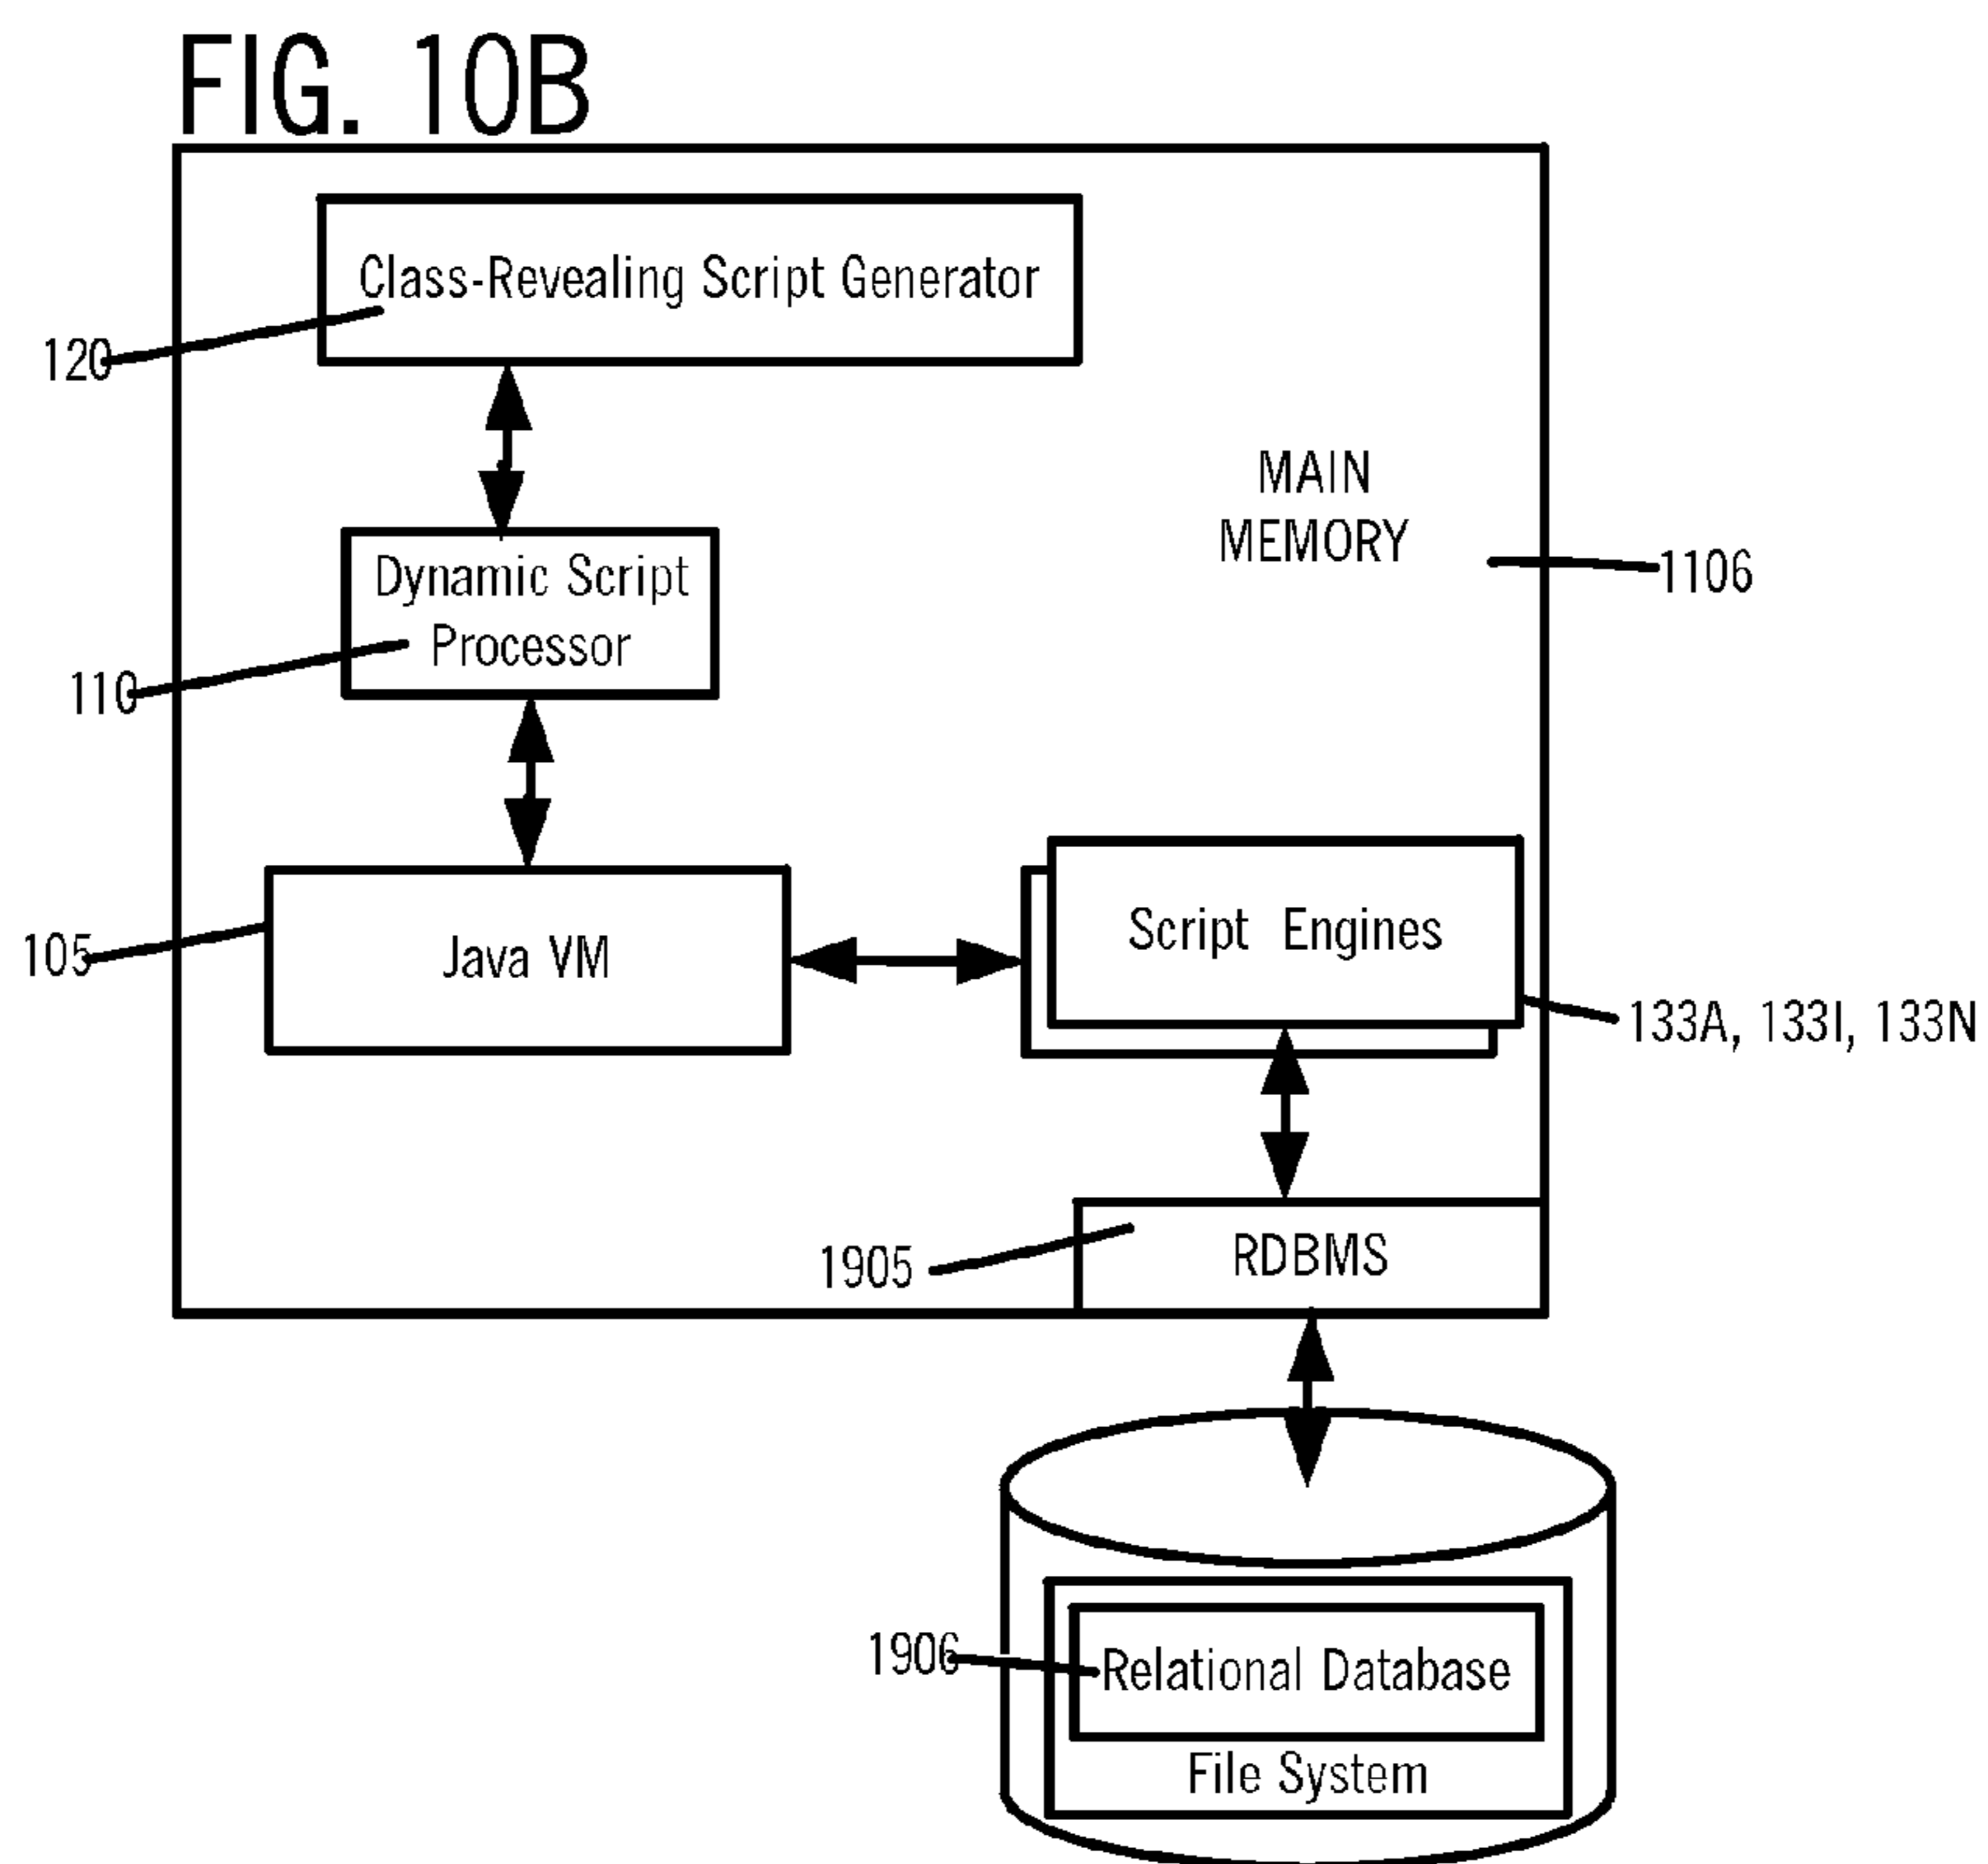 FIG. 10B
Class-Revealing Script Generator
120
MAIN
MEMORY
1106
Dynamic Script
Processor
110
Java VM
105
Script Engines
133A, 133I, 133N
RDBMS
1905
1906
Relational Database
File System